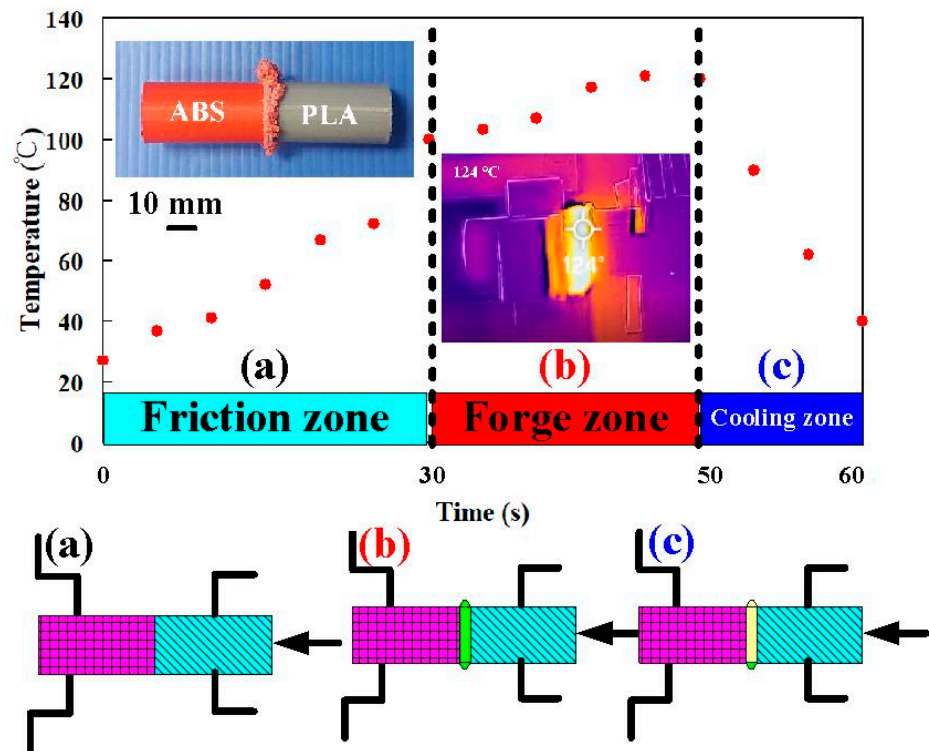 140
120
100
80
60
40
20
0
Temperature (℃)
ABS
PLA
10 mm
124 ℃
124°
(a)
(b)
(c)
Friction zone
Forge zone
Cooling zone
0
30
50
60
Time (s)
(a)
(b)
(c)